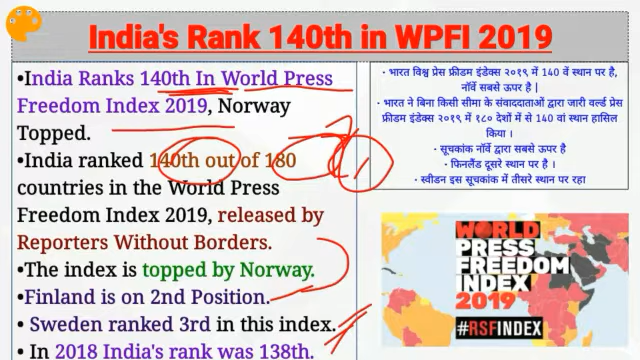 India's Rank 140th in WPFI 2019
•India Ranks 140th In World Press
Freedom Index 2019, Norway
Topped.
•India ranked 140th out of 180
countries in the World Press
Freedom Index 2019, released by
Reporters Without Borders.
•The index is topped by Norway.
•Finland is on 2nd Position.
• Sweden ranked 3rd in this index.
• In 2018 India's rank was 138th.
• भारत विश्व प्रेस फ्रीडम इंडेक्स २०१९ में 140 वें स्थान पर है,
नॉर्वे सबसे ऊपर है|
• भारत ने बिना किसी सीमा के संवाददाताओं द्वारा जारी वर्ल्ड प्रेस
फ्रीडम इंडेक्स २०१९ में १८० देशों में से 140 वां स्थान हासिल
किया ।
• सूचकांक नॉर्वे द्वारा सबसे ऊपर है
• फिनलैंड दूसरे स्थान पर है ।
• स्वीडन इस सूचकांक में तीसरे स्थान पर रहा
WORLD
PRESS
FREEDOM
INDEX
2019
#RSFINDEX